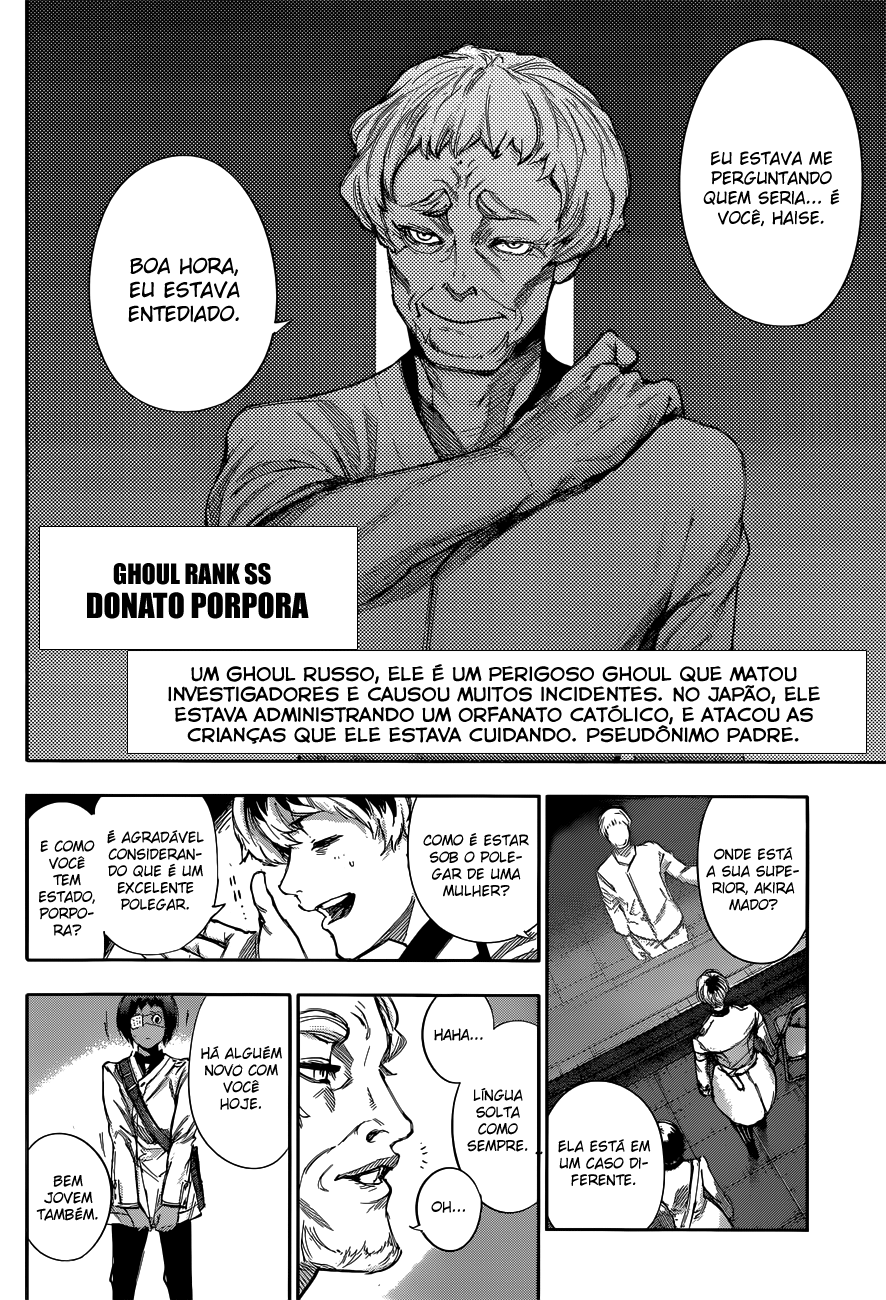 EU ESTAVA ME
PERGUNTANDO
QUEM SERIA... É
VOCÊ, HAISE.
BOA HORA,
EU ESTAVA
ENTEDIADO.
GHOUL RANK SS
DONATO PORPORA
UM GHOUL RUSSO, ELE É UM PERIGOSO GHOUL QUE MATOU
INVESTIGADORES E CAUSOU MUITOS INCIDENTES. NO JAPÃO, ELE
ESTAVA ADMINISTRANDO UM ORFANATO CATÓLICO, E ATACOU AS
CRIANÇAS QUE ELE ESTAVA CUIDANDO. PSEUDÔNIMO PADRE.
ONDE ESTÁ
A SUA SUPE-
RIOR, AKIRA
MADO?
ELA ESTÁ EM
UM CASO DI-
FERENTE.
COMO É ESTAR
SOB O POLE-
GAR DE UMA
MULHER?
É AGRADÁVEL
CONSIDERAN-
DO QUE É UM
EXCELENTE
POLEGAR.
E COMO
VOCÊ
TEM
ESTADO,
PORPO-
RA?
HAHA...
LÍNGUA
SOLTA
COMO
SEMPRE.
OH...
HÁ ALGUÉM
NOVO COM
VOCÊ
HOJE.
BEM
JOVEM
TAMBÉM.